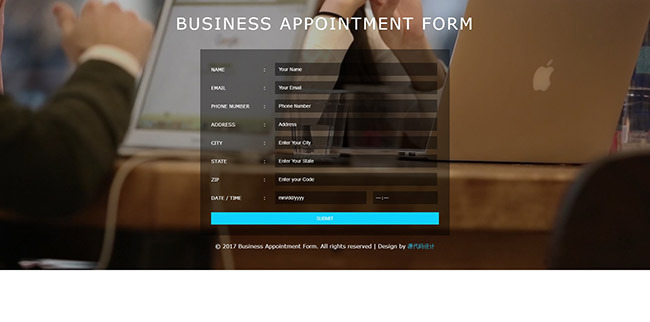 BUSINESS APPOINTMENT FORM
NAME : Your Name
EMAIL : Your Email
PHONE NUMBER : Phone Number
ADDRESS : Address
CITY : Enter Your City
STATE : Enter Your State
ZIP : Enter your Code
DATE / TIME : mm/dd/yyyy --:--
SUBMIT
© 2017 Business Appointment Form. All rights reserved | Design by